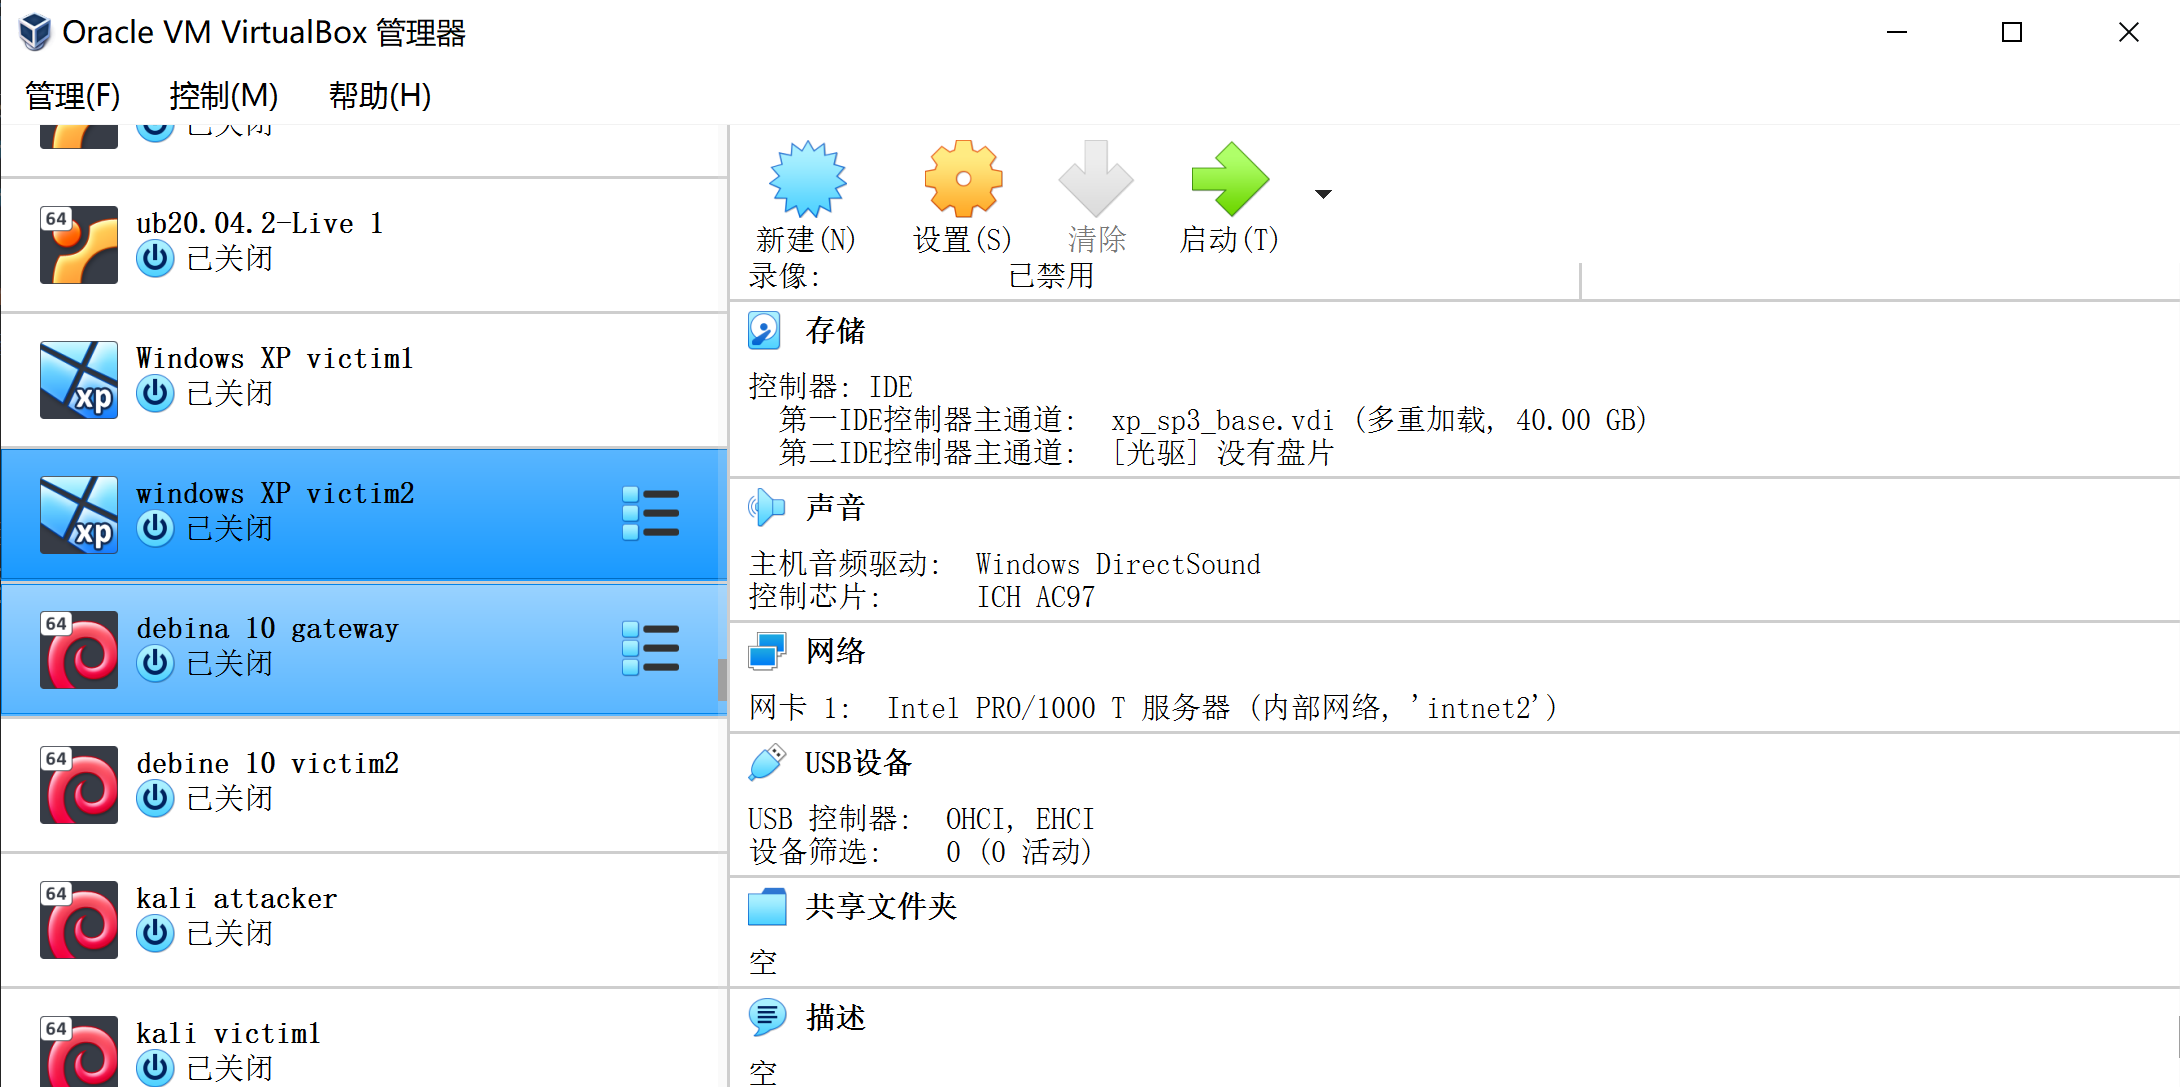 Oracle VM VirtualBox 管理器
管理(F) 控制(M) 帮助(H)
已关闭
64
ub20.04.2-Live 1
已关闭
xp
Windows XP victim1
已关闭
xp
windows XP victim2
已关闭
64
debina 10 gateway
已关闭
64
debine 10 victim2
已关闭
64
kali attacker
已关闭
64
kali victim1
已关闭
新建(N) 设置(S) 清除 启动(T)
录像: 已禁用
存储
控制器: IDE
第一IDE控制器主通道: xp_sp3_base.vdi (多重加载, 40.00 GB)
第二IDE控制器主通道: [光驱] 没有盘片
声音
主机音频驱动: Windows DirectSound
控制芯片: ICH AC97
网络
网卡 1: Intel PRO/1000 T 服务器 (内部网络, 'intnet2')
USB设备
USB 控制器: OHCI, EHCI
设备筛选: 0 (0 活动)
共享文件夹
空
描述
空